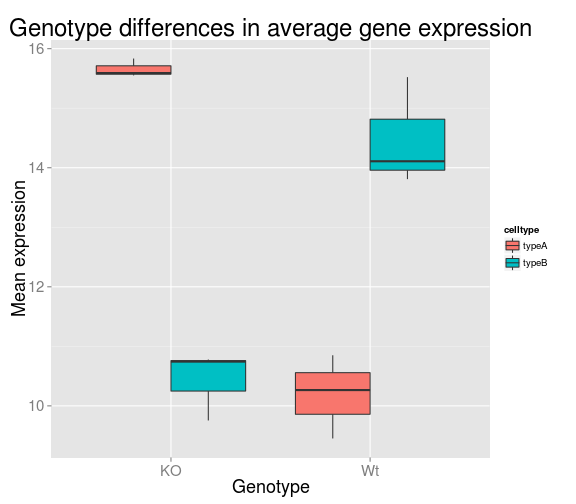 Genotype differences in average gene expression
16
14
12
10
Mean expression
KO
Wt
Genotype
celltype
typeA
typeB